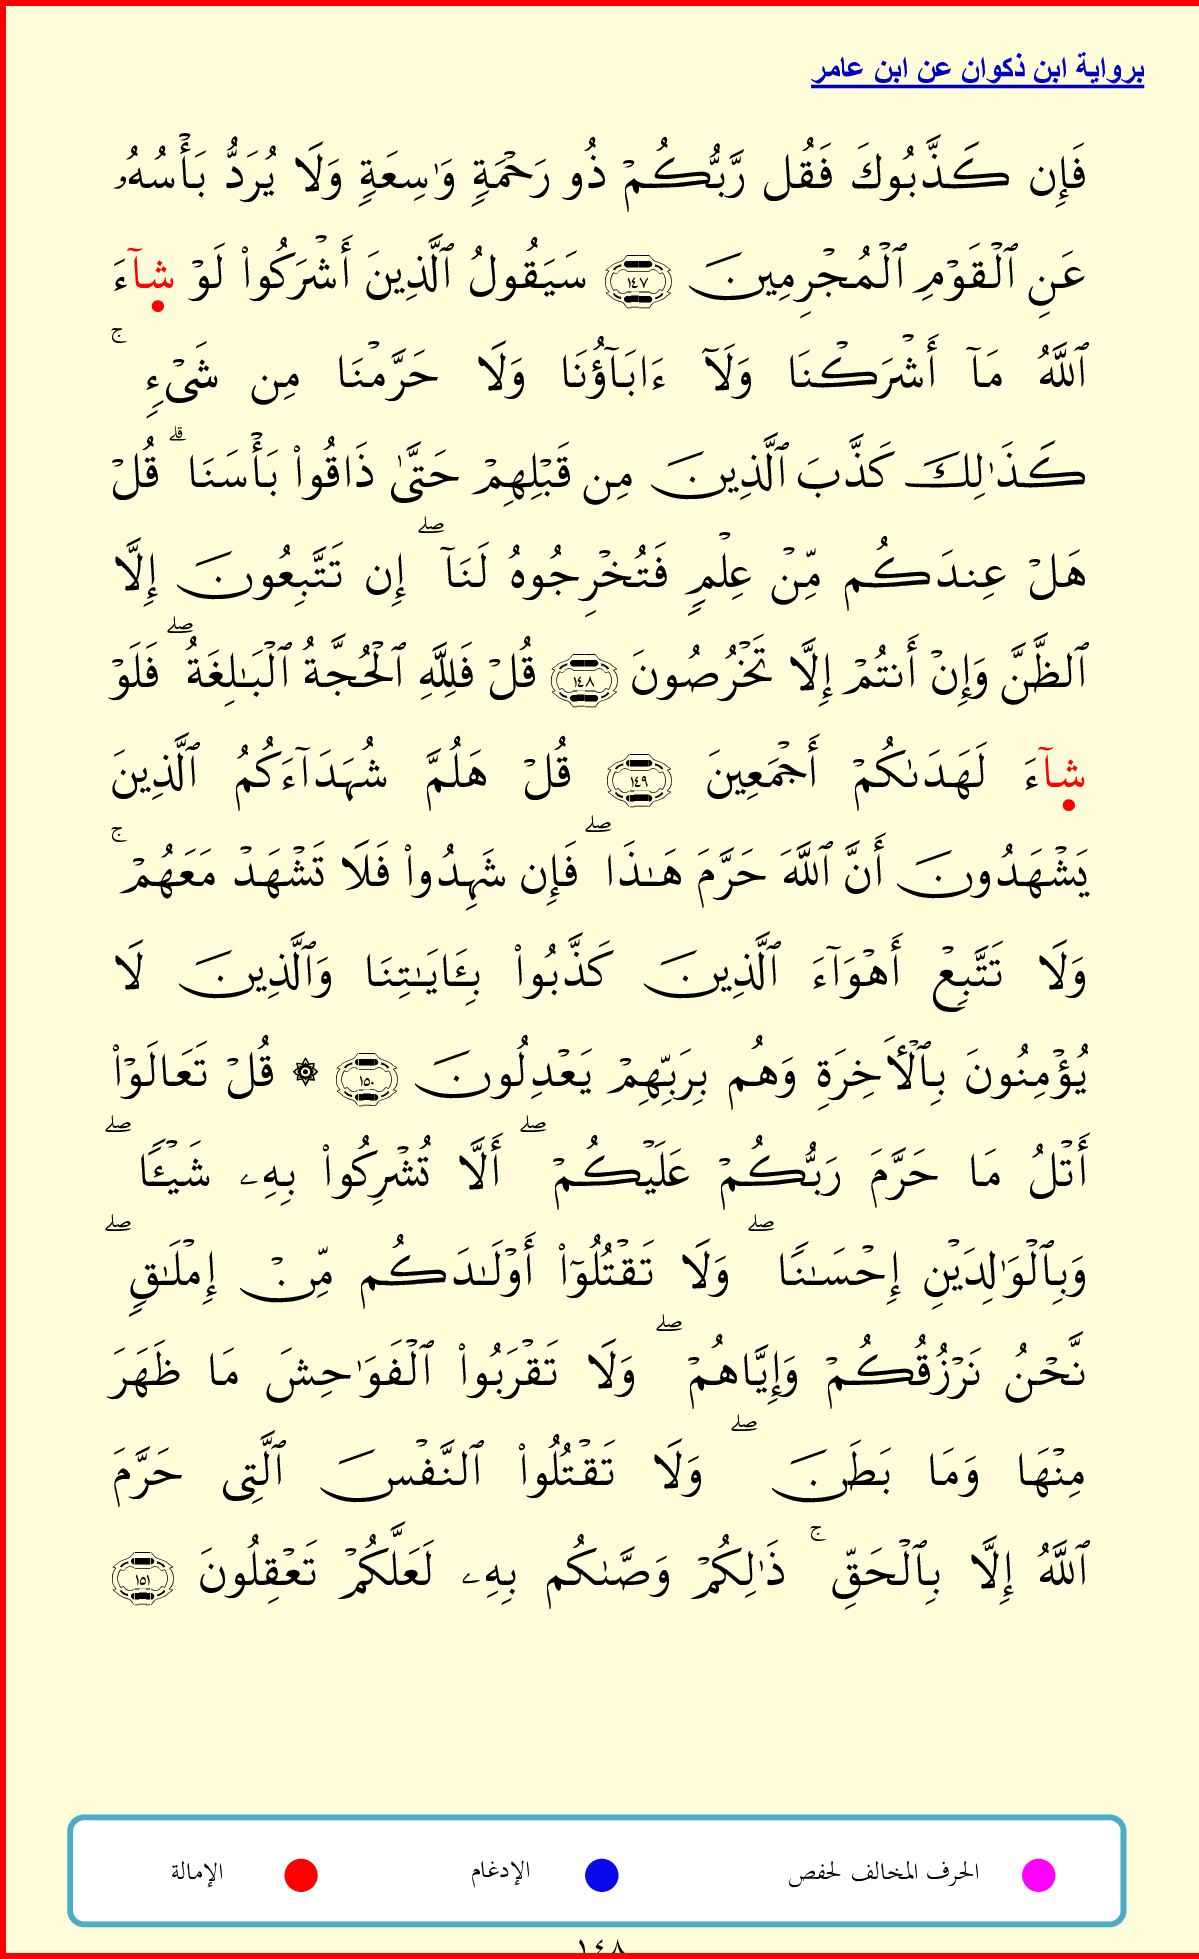 برواية ابن ذكوان عن ابن عامر
فَإِن كَذَّبُوكَ فَقُل رَّبُّكُمۡ ذُو رَحۡمَةٖ وَٰسِعَةٖ وَلَا يُرَدُّ بَأۡسُهُۥ
عَنِ ٱلۡقَوۡمِ ٱلۡمُجۡرِمِينَ ١٤٧ سَيَقُولُ ٱلَّذِينَ أَشۡرَكُواْ لَوۡ شَآءَ
ٱللَّهُ مَآ أَشۡرَكۡنَا وَلَآ ءَابَآؤُنَا وَلَا حَرَّمۡنَا مِن شَيۡءٖۚ
كَذَٰلِكَ كَذَّبَ ٱلَّذِينَ مِن قَبۡلِهِمۡ حَتَّىٰ ذَاقُواْ بَأۡسَنَاۗ قُلۡ
هَلۡ عِندَكُم مِّنۡ عِلۡمٖ فَتُخۡرِجُوهُ لَنَآۖ إِن تَتَّبِعُونَ إِلَّا
ٱلظَّنَّ وَإِنۡ أَنتُمۡ إِلَّا تَخۡرُصُونَ ١٤٨ قُلۡ فَلِلَّهِ ٱلۡحُجَّةُ ٱلۡبَٰلِغَةُۖ فَلَوۡ
شَآءَ لَهَدَىٰكُمۡ أَجۡمَعِينَ ١٤٩ قُلۡ هَلُمَّ شُهَدَآءَكُمُ ٱلَّذِينَ
يَشۡهَدُونَ أَنَّ ٱللَّهَ حَرَّمَ هَٰذَاۖ فَإِن شَهِدُواْ فَلَا تَشۡهَدۡ مَعَهُمۡۚ
وَلَا تَتَّبِعۡ أَهۡوَآءَ ٱلَّذِينَ كَذَّبُواْ بِـَٔايَٰتِنَا وَٱلَّذِينَ لَا
يُؤۡمِنُونَ بِٱلۡأٓخِرَةِ وَهُم بِرَبِّهِمۡ يَعۡدِلُونَ ١٥٠ ۞ قُلۡ تَعَالَوۡاْ
أَتۡلُ مَا حَرَّمَ رَبُّكُمۡ عَلَيۡكُمۡۖ أَلَّا تُشۡرِكُواْ بِهِۦ شَيۡـٔٗاۖ
وَبِٱلۡوَٰلِدَيۡنِ إِحۡسَٰنٗاۖ وَلَا تَقۡتُلُوٓاْ أَوۡلَٰدَكُم مِّنۡ إِمۡلَٰقٖۖ
نَّحۡنُ نَرۡزُقُكُمۡ وَإِيَّاهُمۡۖ وَلَا تَقۡرَبُواْ ٱلۡفَوَٰحِشَ مَا ظَهَرَ
مِنۡهَا وَمَا بَطَنَۖ وَلَا تَقۡتُلُواْ ٱلنَّفۡسَ ٱلَّتِي حَرَّمَ
ٱللَّهُ إِلَّا بِٱلۡحَقِّۚ ذَٰلِكُمۡ وَصَّىٰكُم بِهِۦ لَعَلَّكُمۡ تَعۡقِلُونَ ١٥١
الحرف المخالف لحفص الإدغام الإمالة
١٤٨